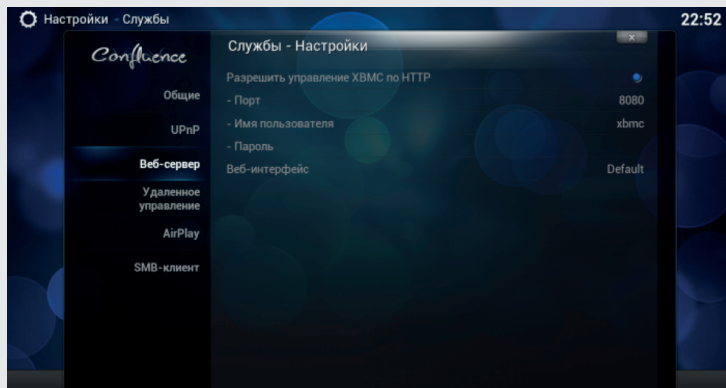 Настройки - Службы
22:52
Confluence
Общие
UPnP
Веб-сервер
Удаленное
управление
AirPlay
SMB-клиент
Службы - Настройки
Разрешить управление XBMC по HTTP
- Порт 8080
- Имя пользователя xbmc
- Пароль
Веб-интерфейс Default